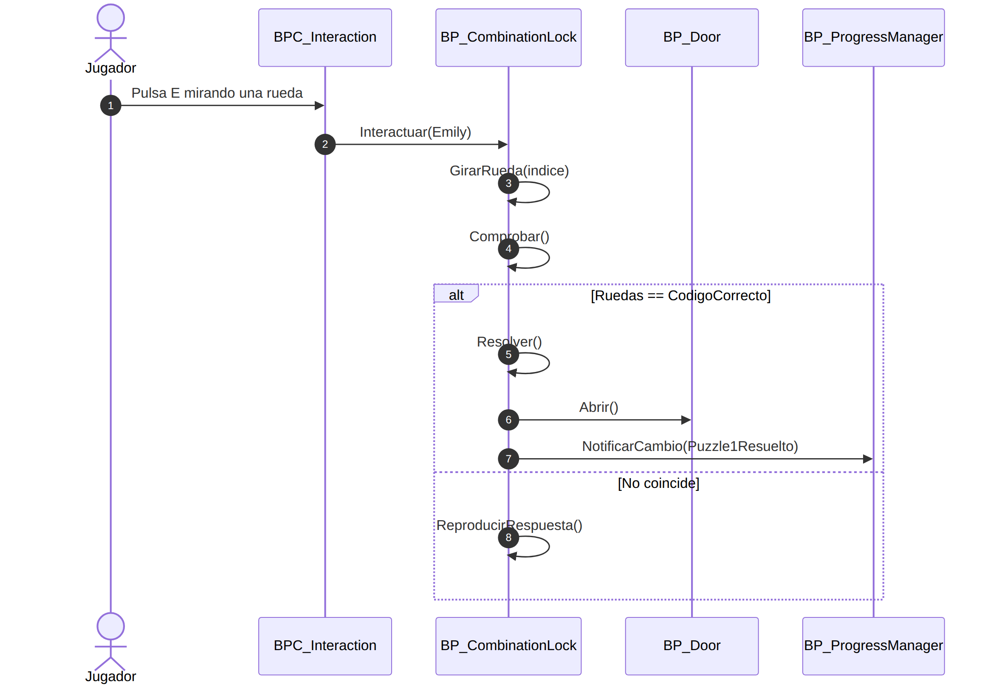 Jugador
BPC_Interaction
BP_CombinationLock
BP_Door
BP_ProgressManager
Pulsa E mirando una rueda
1
Interactuar(Emily)
2
GirarRueda(indice)
3
Comprobar()
4
alt
[Ruedas == CodigoCorrecto]
Resolver()
5
Abrir()
6
NotificarCambio(Puzzle1Resuelto)
7
[No coincide]
ReproducirRespuesta()
8
Jugador
BPC_Interaction
BP_CombinationLock
BP_Door
BP_ProgressManager